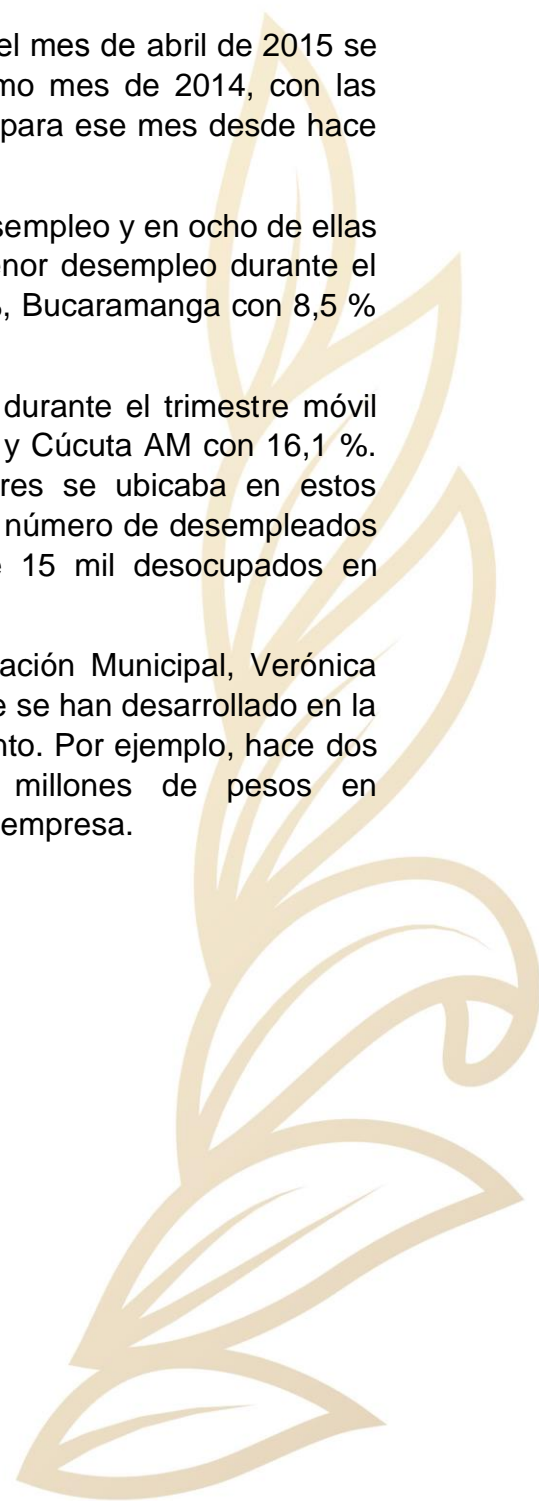 el mes de abril de 2015 se
mo mes de 2014, con las
para ese mes desde hace
sempleo y en ocho de ellas
enor desempleo durante el
%, Bucaramanga con 8,5 %
durante el trimestre móvil
y Cúcuta AM con 16,1 %.
res se ubicaba en estos
número de desempleados
e 15 mil desocupados en
ación Municipal, Verónica
e se han desarrollado en la
nto. Por ejemplo, hace dos
millones de pesos en
empresa.